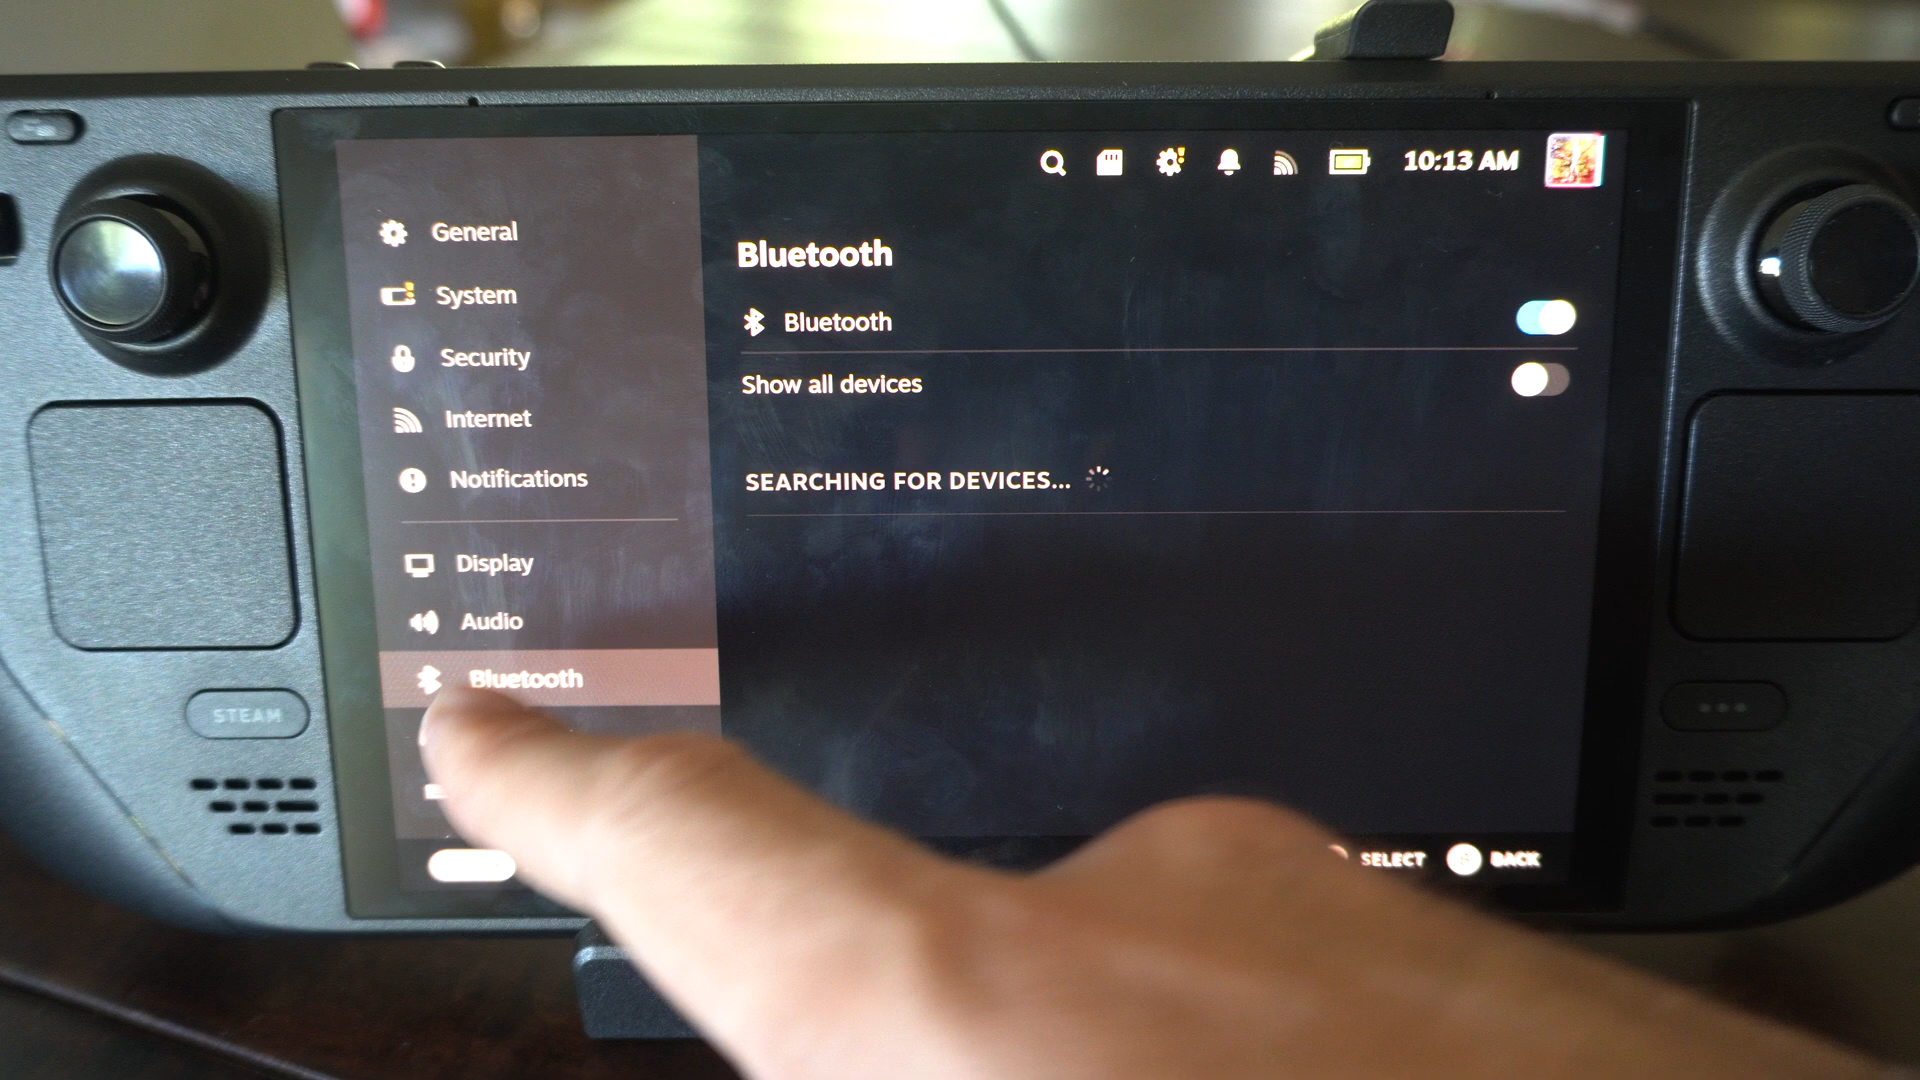 10:13 AM
General
System
Security
Internet
Notifications
Display
Audio
Bluetooth
Bluetooth
Bluetooth
Show all devices
SEARCHING FOR DEVICES...
SELECT
BACK
STEAM